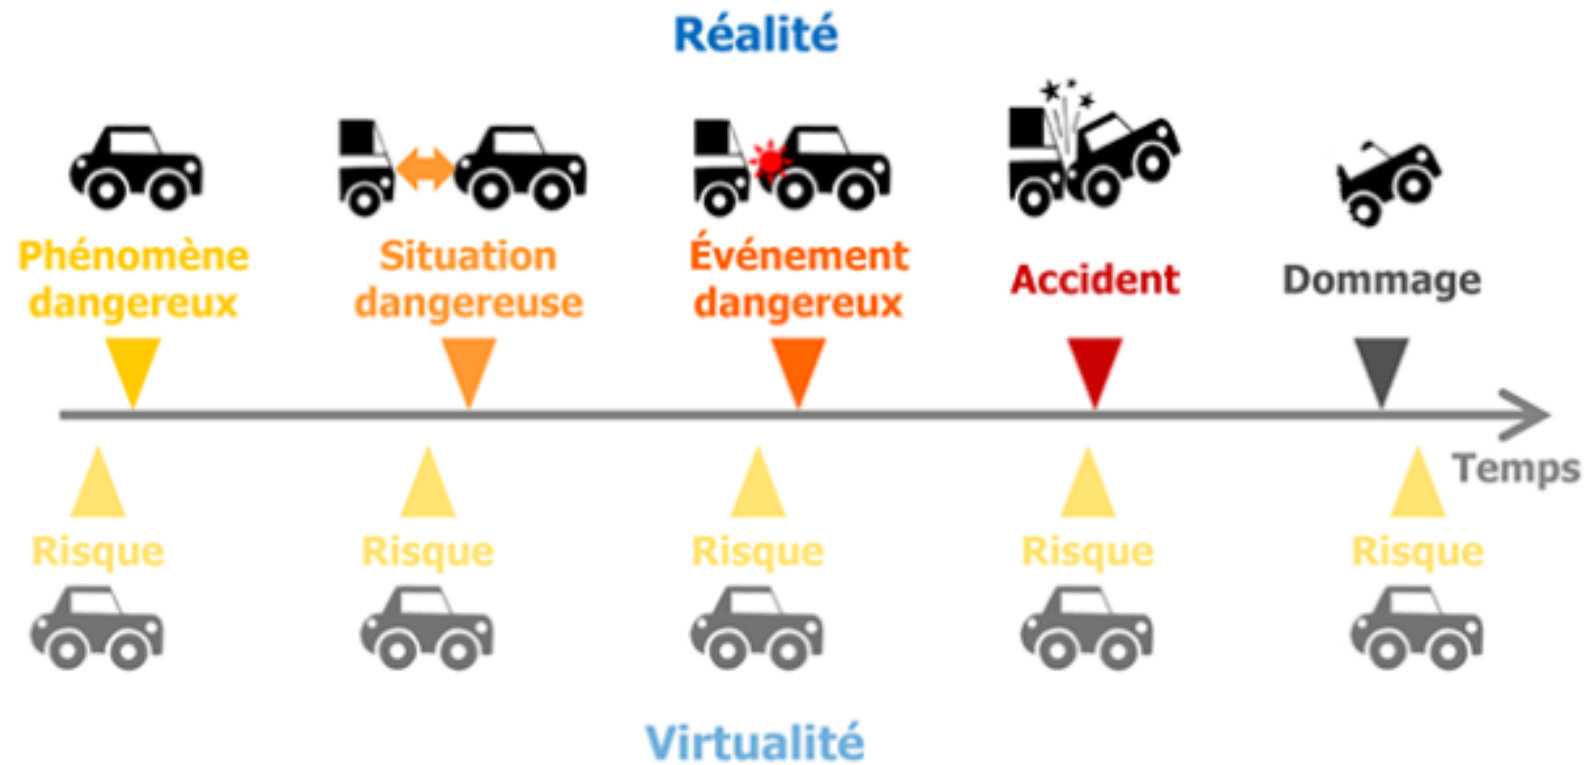 Réalité
Phénomène
dangereux
Situation
dangereuse
Événement
dangereux
Accident
Dommage
Temps
Risque
Risque
Risque
Risque
Risque
Virtualité